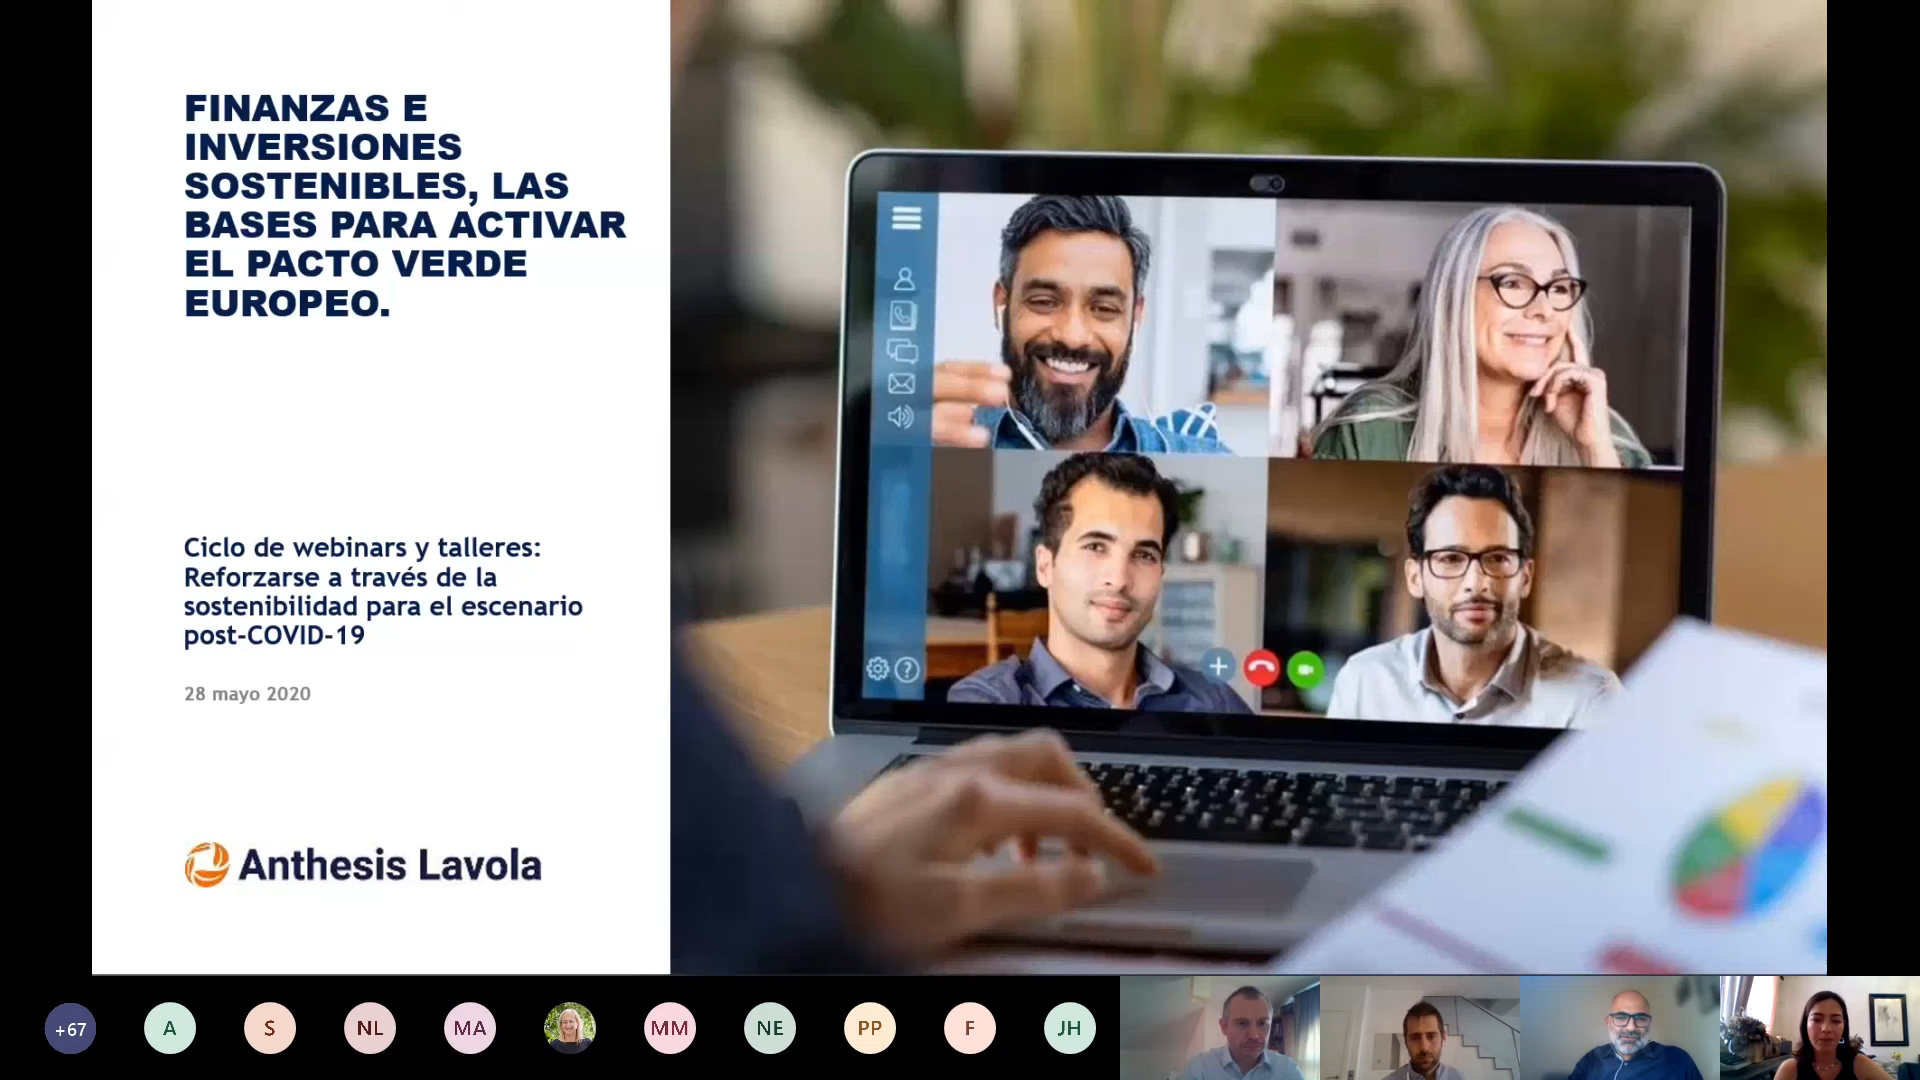 FINANZAS E
INVERSIONES
SOSTENIBLES, LAS
BASES PARA ACTIVAR
EL PACTO VERDE
EUROPEO.
Ciclo de webinars y talleres:
Reforzarse a través de la
sostenibilidad para el escenario
post-COVID-19
28 mayo 2020
Anthesis Lavola
+67
A
S
NL
MA
MM
NE
PP
F
JH